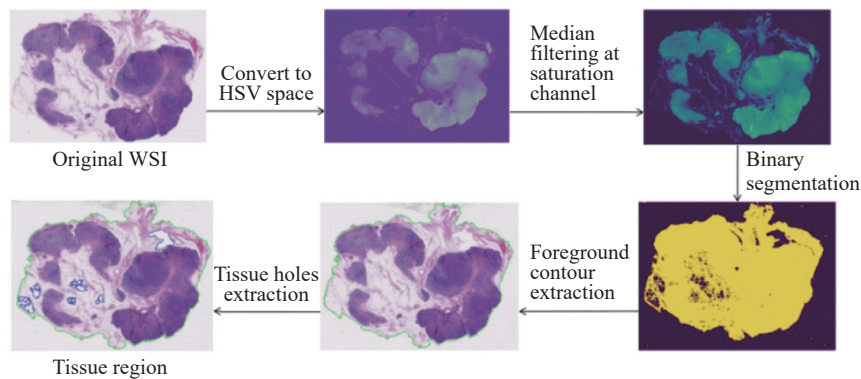 Original WSI
Convert to
HSV space
Median
filtering at
saturation
channel
Binary
segmentation
Foreground
contour
extraction
Tissue holes
extraction
Tissue region